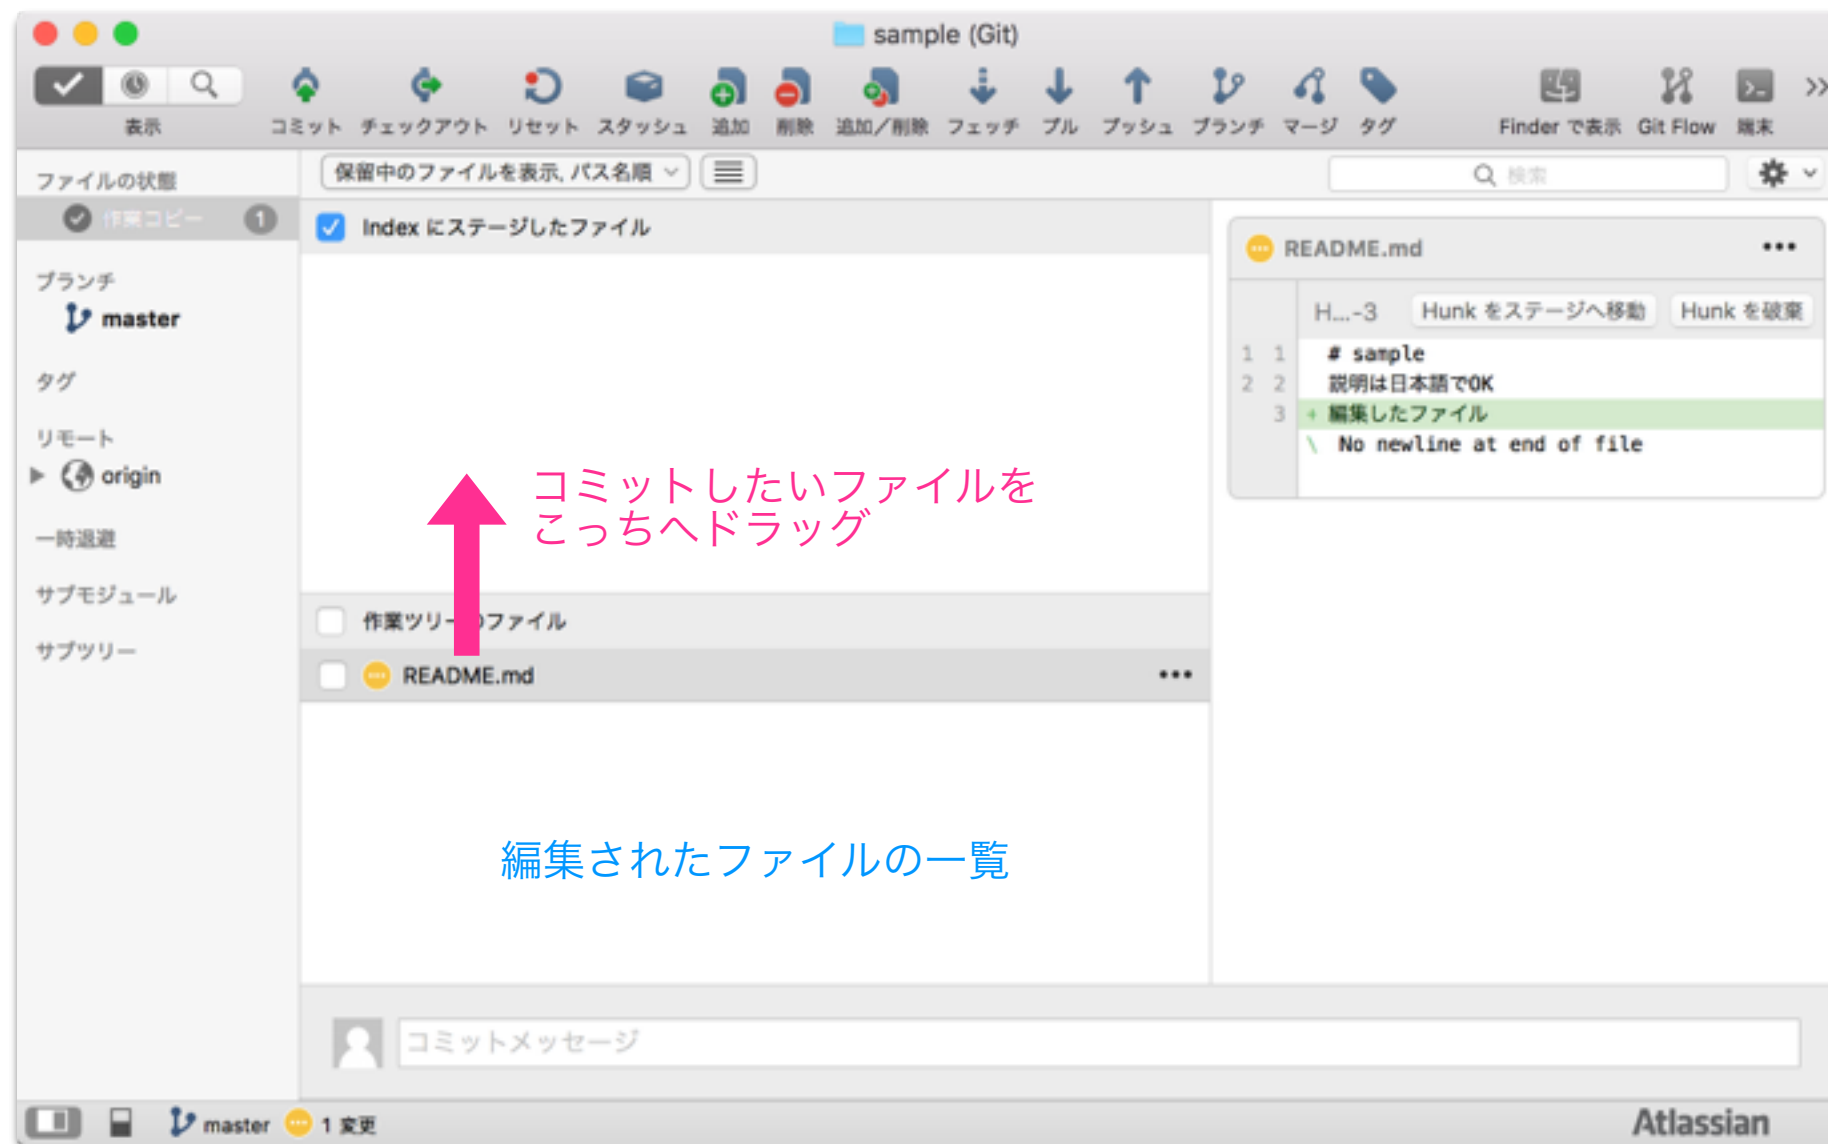 sample (Git)
表示
コミット
チェックアウト
リセット
スタッシュ
追加
削除
追加／削除
フェッチ
プル
プッシュ
ブランチ
マージ
タグ
Finder で表示
Git Flow
端末
ファイルの状態
作業コピー 1
ブランチ
master
タグ
リモート
origin
一時退避
サブモジュール
サブツリー
保留中のファイルを表示, パス名順
検索
Index にステージしたファイル
コミットしたいファイルを
こっちへドラッグ
作業ツリーのファイル
README.md
編集されたファイルの一覧
README.md
H...-3 Hunk をステージへ移動 Hunk を破棄
1 1 # sample
2 2 説明は日本語でOK
3 + 編集したファイル
\ No newline at end of file
コミットメッセージ
master 1 変更
Atlassian